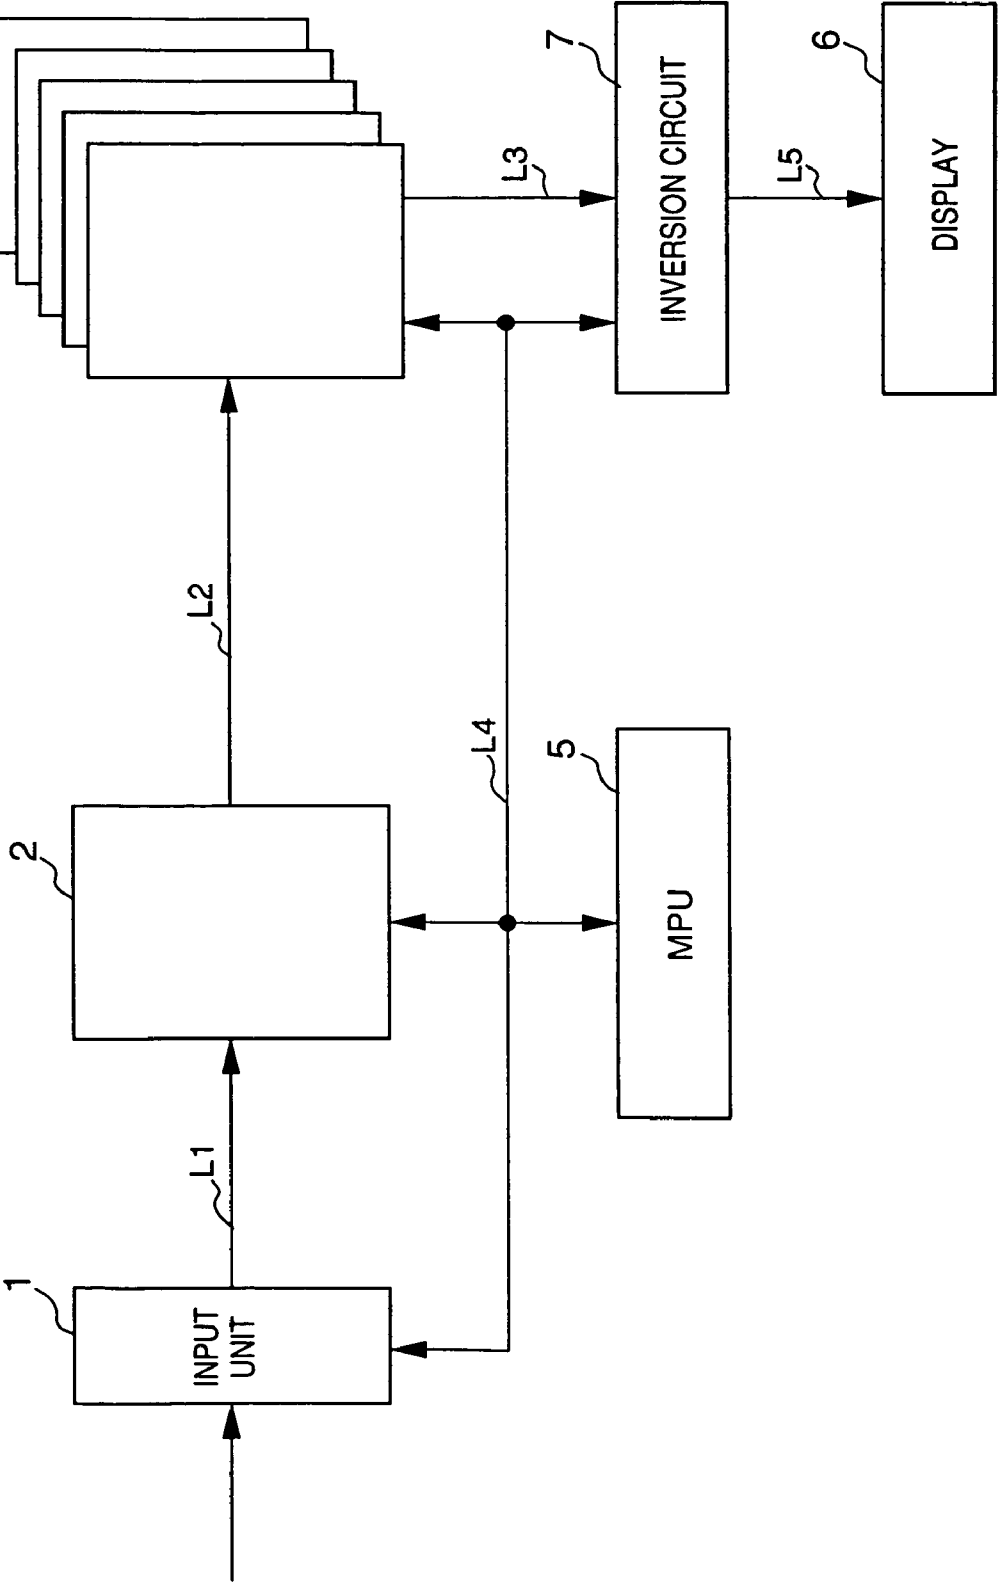 1
INPUT
UNIT
L1
2
L2
L4
5
MPU
L3
7
INVERSION CIRCUIT
L5
6
DISPLAY